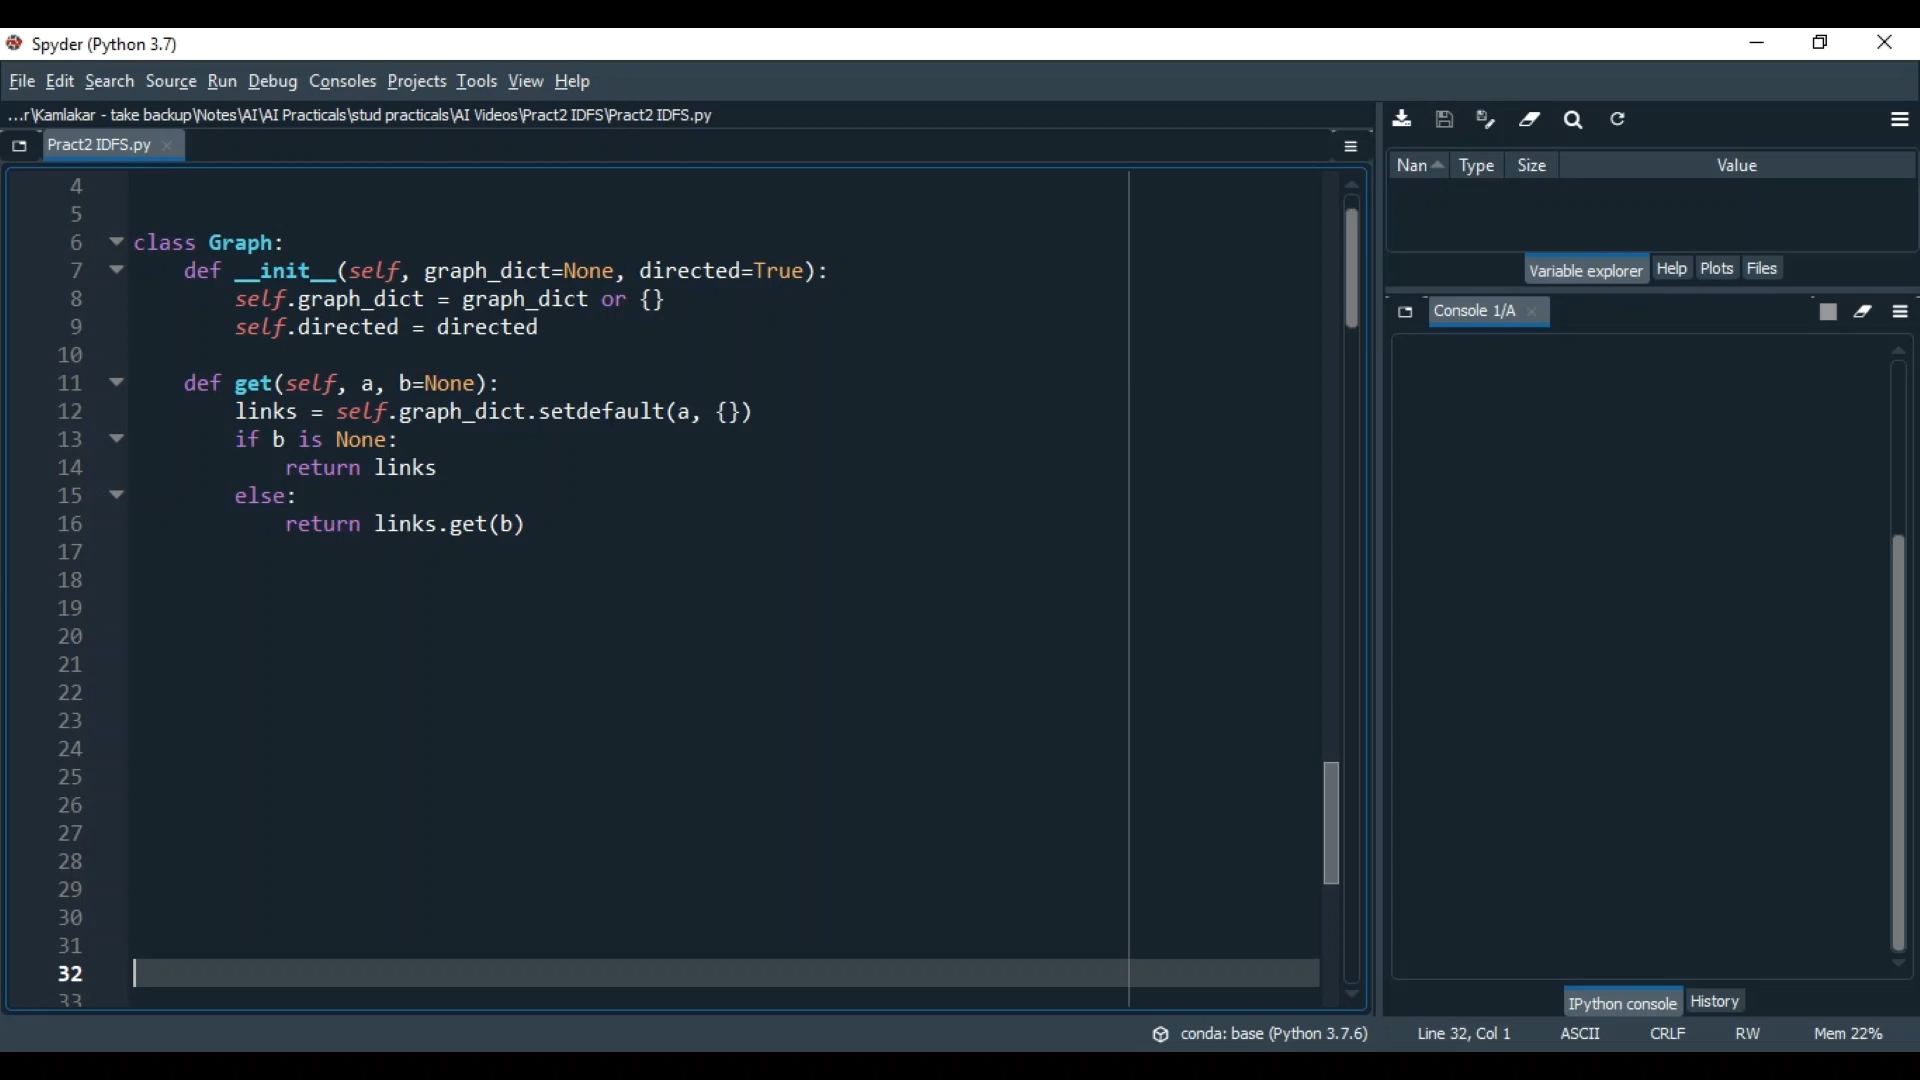 Spyder (Python 3.7)
File Edit Search Source Run Debug Consoles Projects Tools View Help
...r\Kamlakar - take backup\Notes\AI\AI Practicals\stud practicals\AI Videos\Pract2 IDFS\Pract2 IDFS.py
Pract2 IDFS.py
4
5
6 class Graph:
7     def __init__(self, graph_dict=None, directed=True):
8         self.graph_dict = graph_dict or {}
9         self.directed = directed
10
11     def get(self, a, b=None):
12         links = self.graph_dict.setdefault(a, {})
13         if b is None:
14             return links
15         else:
16             return links.get(b)
17
18
19
20
21
22
23
24
25
26
27
28
29
30
31
32
33
Nan Type Size Value
Variable explorer Help Plots Files
Console 1/A
IPython console History
conda: base (Python 3.7.6) Line 32, Col 1 ASCII CRLF RW Mem 22%